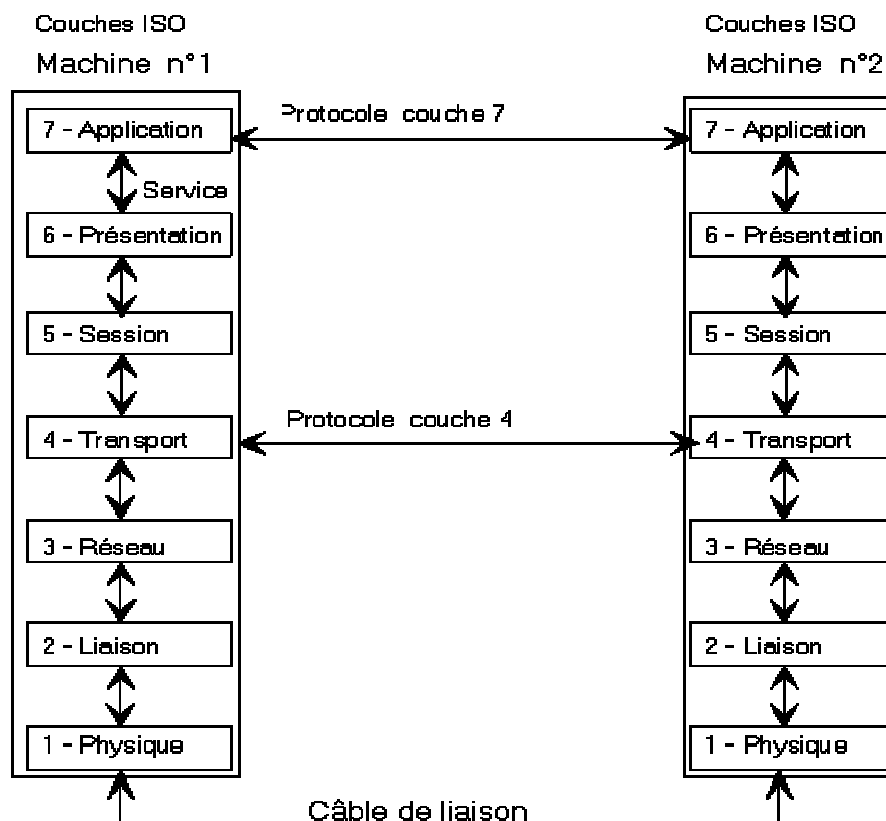 Couches ISO
Machine n°1
Couches ISO
Machine n°2
7 - Application
Protocole couche 7
7 - Application
Service
6 - Présentation
6 - Présentation
5 - Session
5 - Session
4 - Transport
Protocole couche 4
4 - Transport
3 - Réseau
3 - Réseau
2 - Liaison
2 - Liaison
1 - Physique
1 - Physique
Câble de liaison